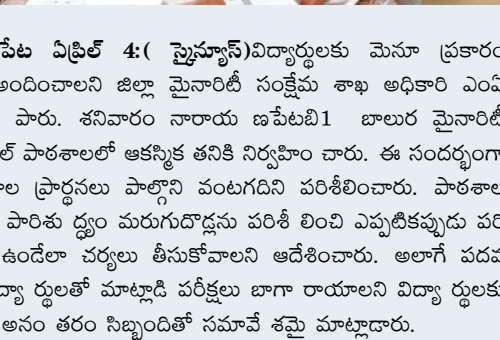 పేట ఏప్రిల్ 4:( స్కైన్యూస్)విద్యార్థులకు మెనూ ప్రకారం
అందించాలని జిల్లా మైనారిటీ సంక్షేమ శాఖ అధికారి ఎంఏ
పారు. శనివారం నారాయ ణపేటబి1 బాలుర మైనారిటీ
ల్ పాఠశాలలో ఆకస్మిక తనికి నిర్వహిం చారు. ఈ సందర్భంగా
ాల ప్రార్థనలు పాల్గొని వంటగదిని పరిశీలించారు. పాఠశాల
పారిశు ద్ధ్యం మరుగుదొడ్లను పరిశీ లించి ఎప్పటికప్పుడు పరి
ఉండేలా చర్యలు తీసుకోవాలని ఆదేశించారు. అలాగే పదవ
ద్యా ర్థులతో మాట్లాడి పరీక్షలు బాగా రాయాలని విద్యా ర్థులకు
అనం తరం సిబ్బందితో సమావే శమై మాట్లాడారు.